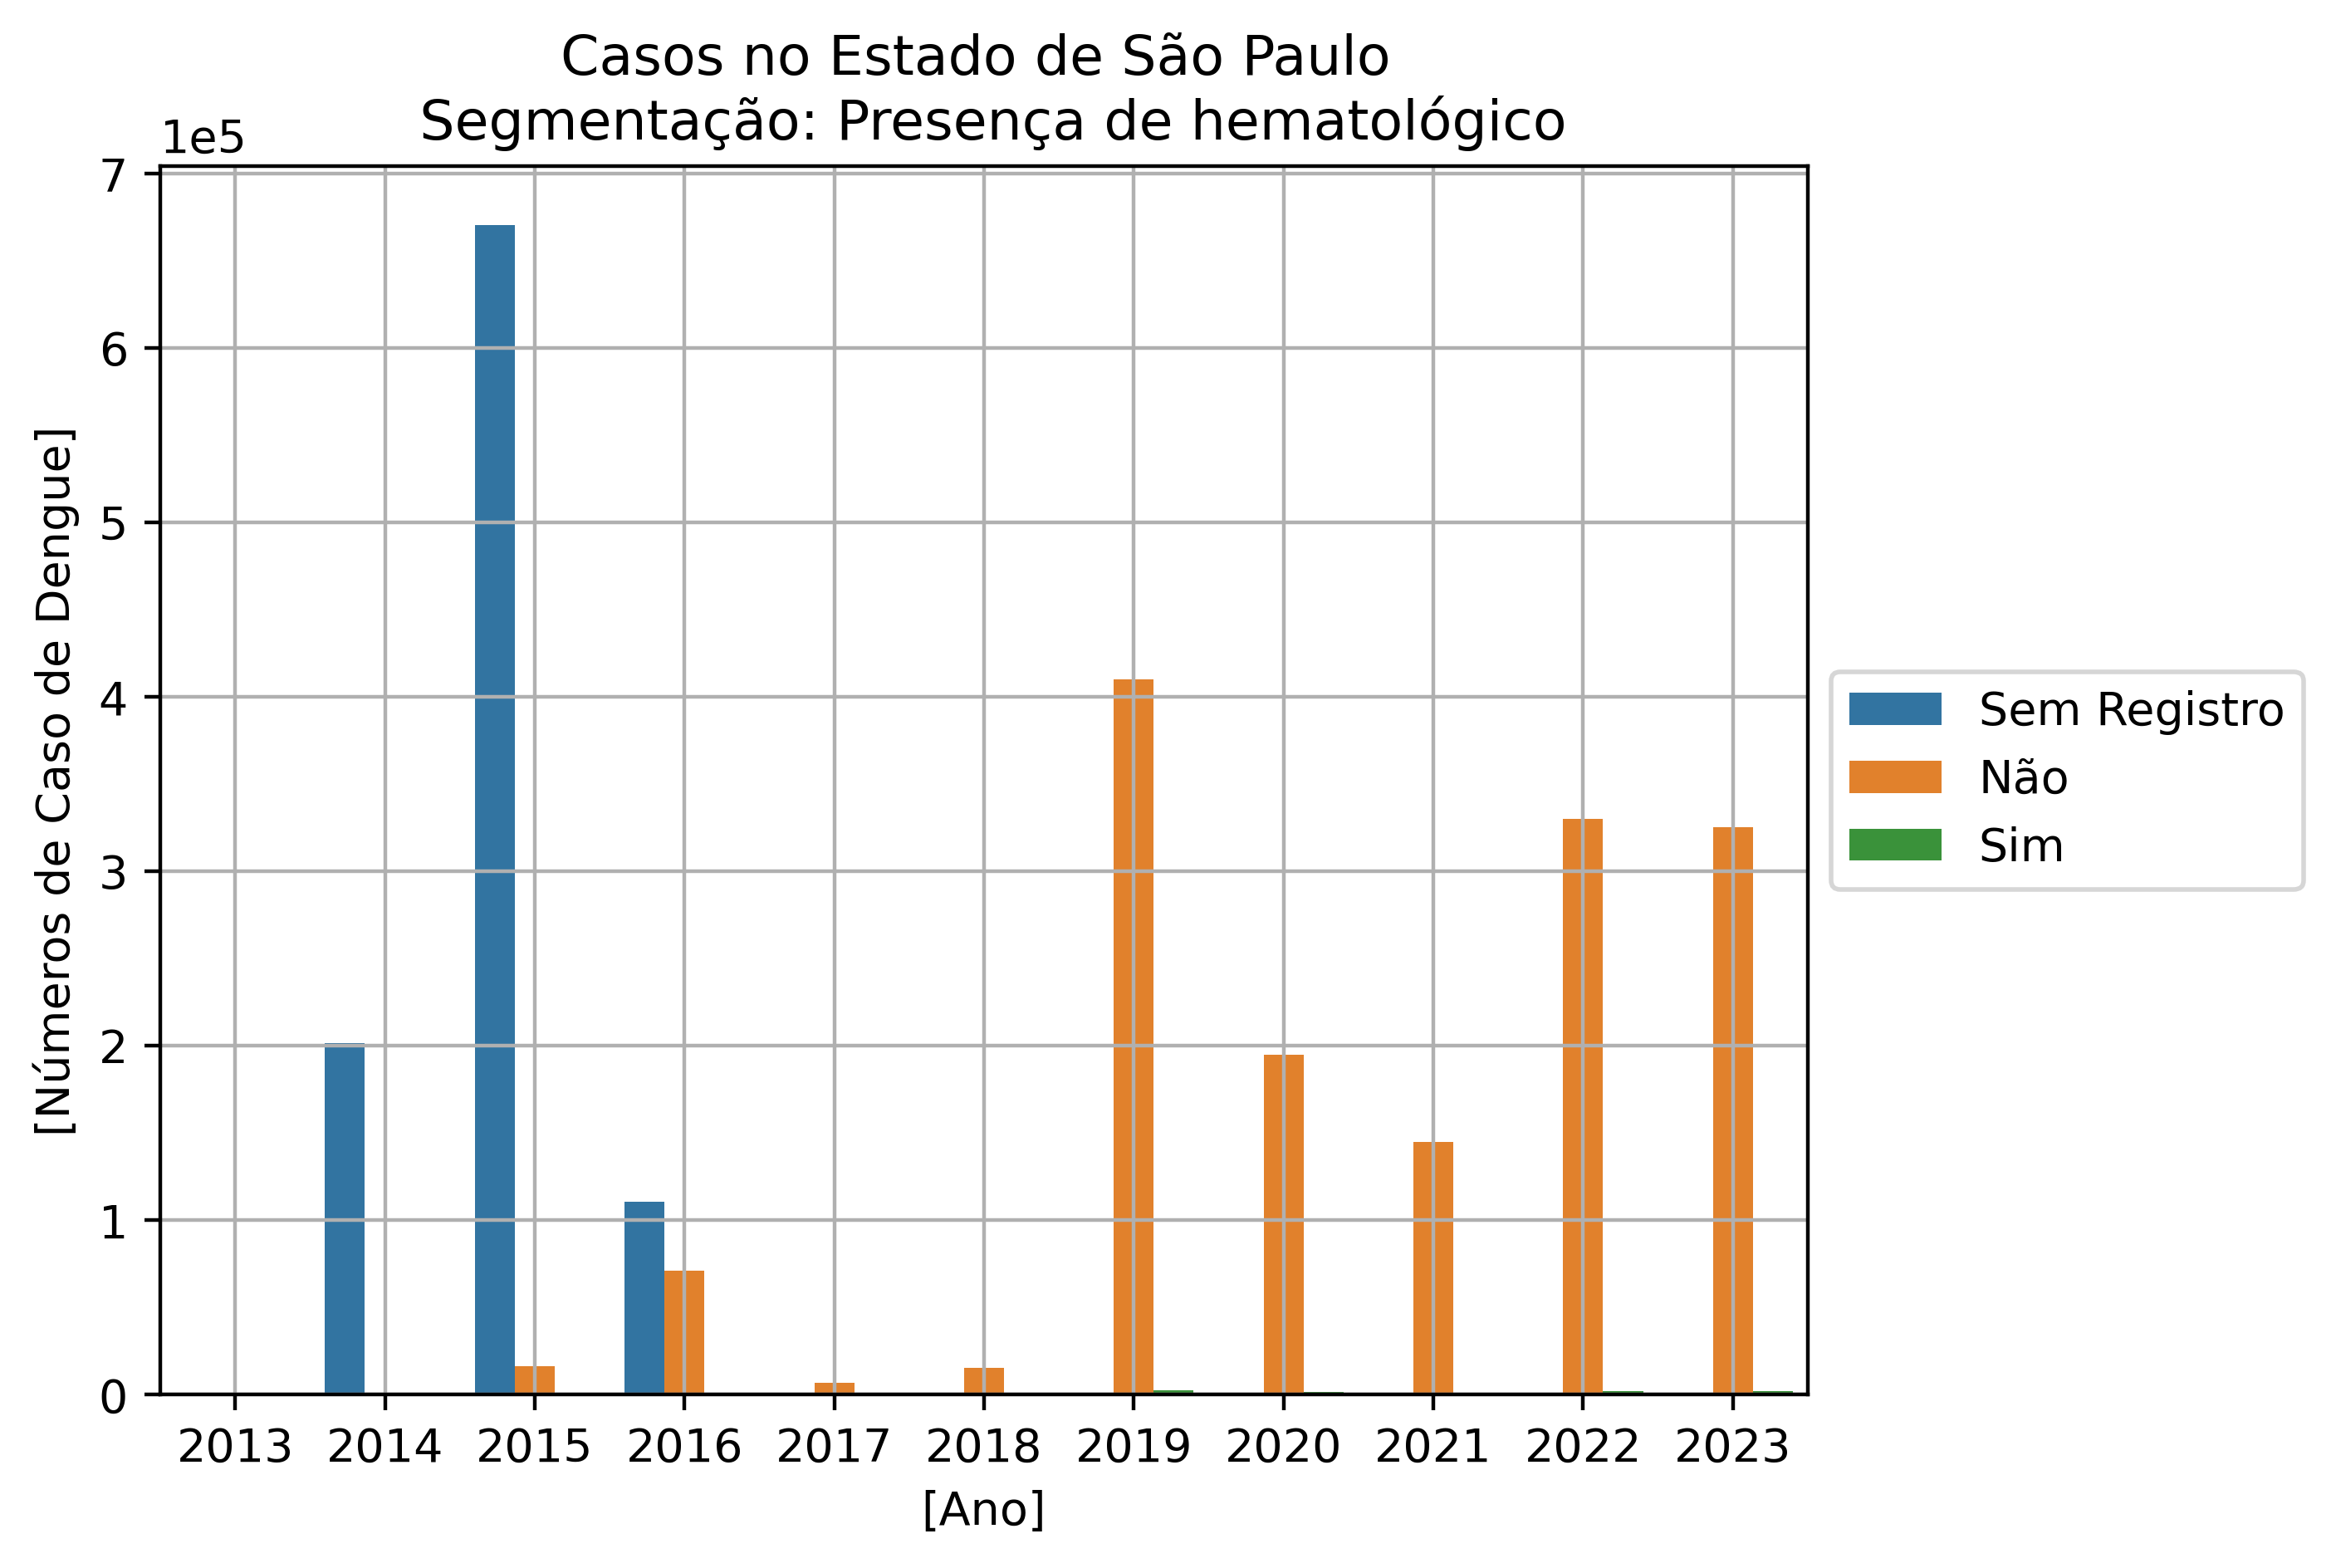 Casos no Estado de São Paulo
Segmentação: Presença de hematológico
1e5
7
6
5
4
3
2
1
0
[Números de Caso de Dengue]
2013 2014 2015 2016 2017 2018 2019 2020 2021 2022 2023
[Ano]
Sem Registro
Não
Sim